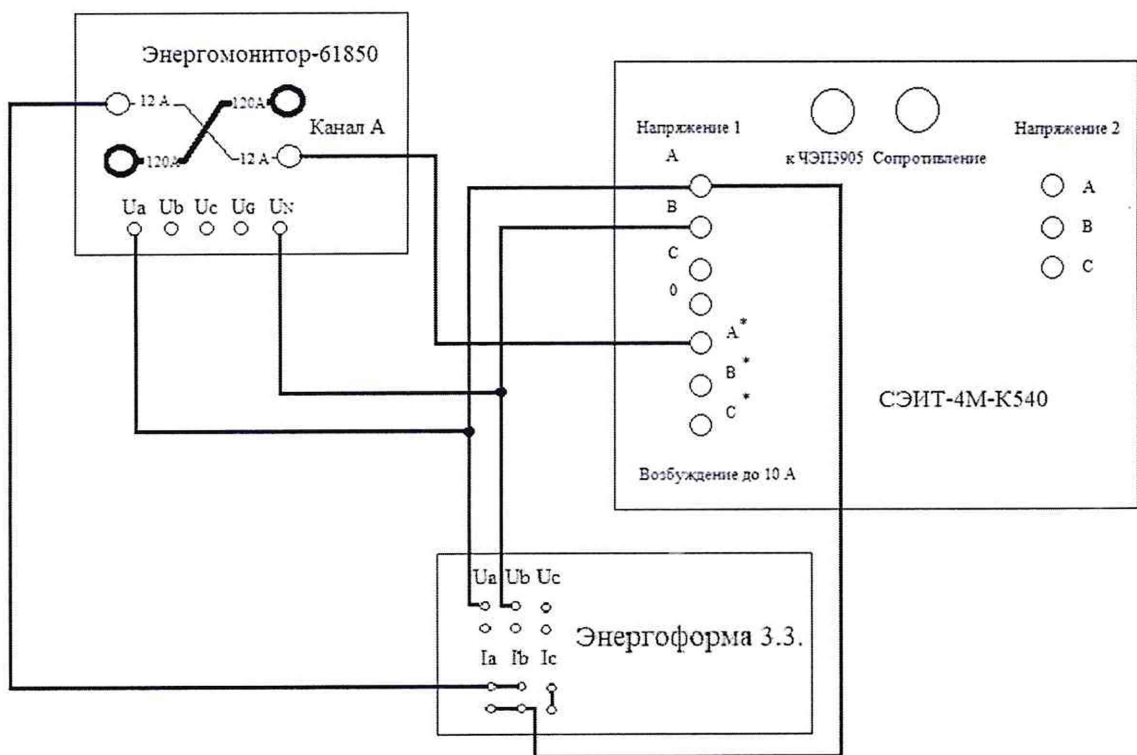 Энергомонитор-61850
12 А
120А
Канал А
120А
12 А
Ua Ub Uc UG UN
Напряжение 1
к ЧЭП3905 Сопротивление
Напряжение 2
А
В
С
0
А*
В*
С*
А
В
С
СЭИТ-4М-К540
Возбуждение до 10 А
Ua Ub Uc
Энергоформа 3.3.
Ia Ib Ic